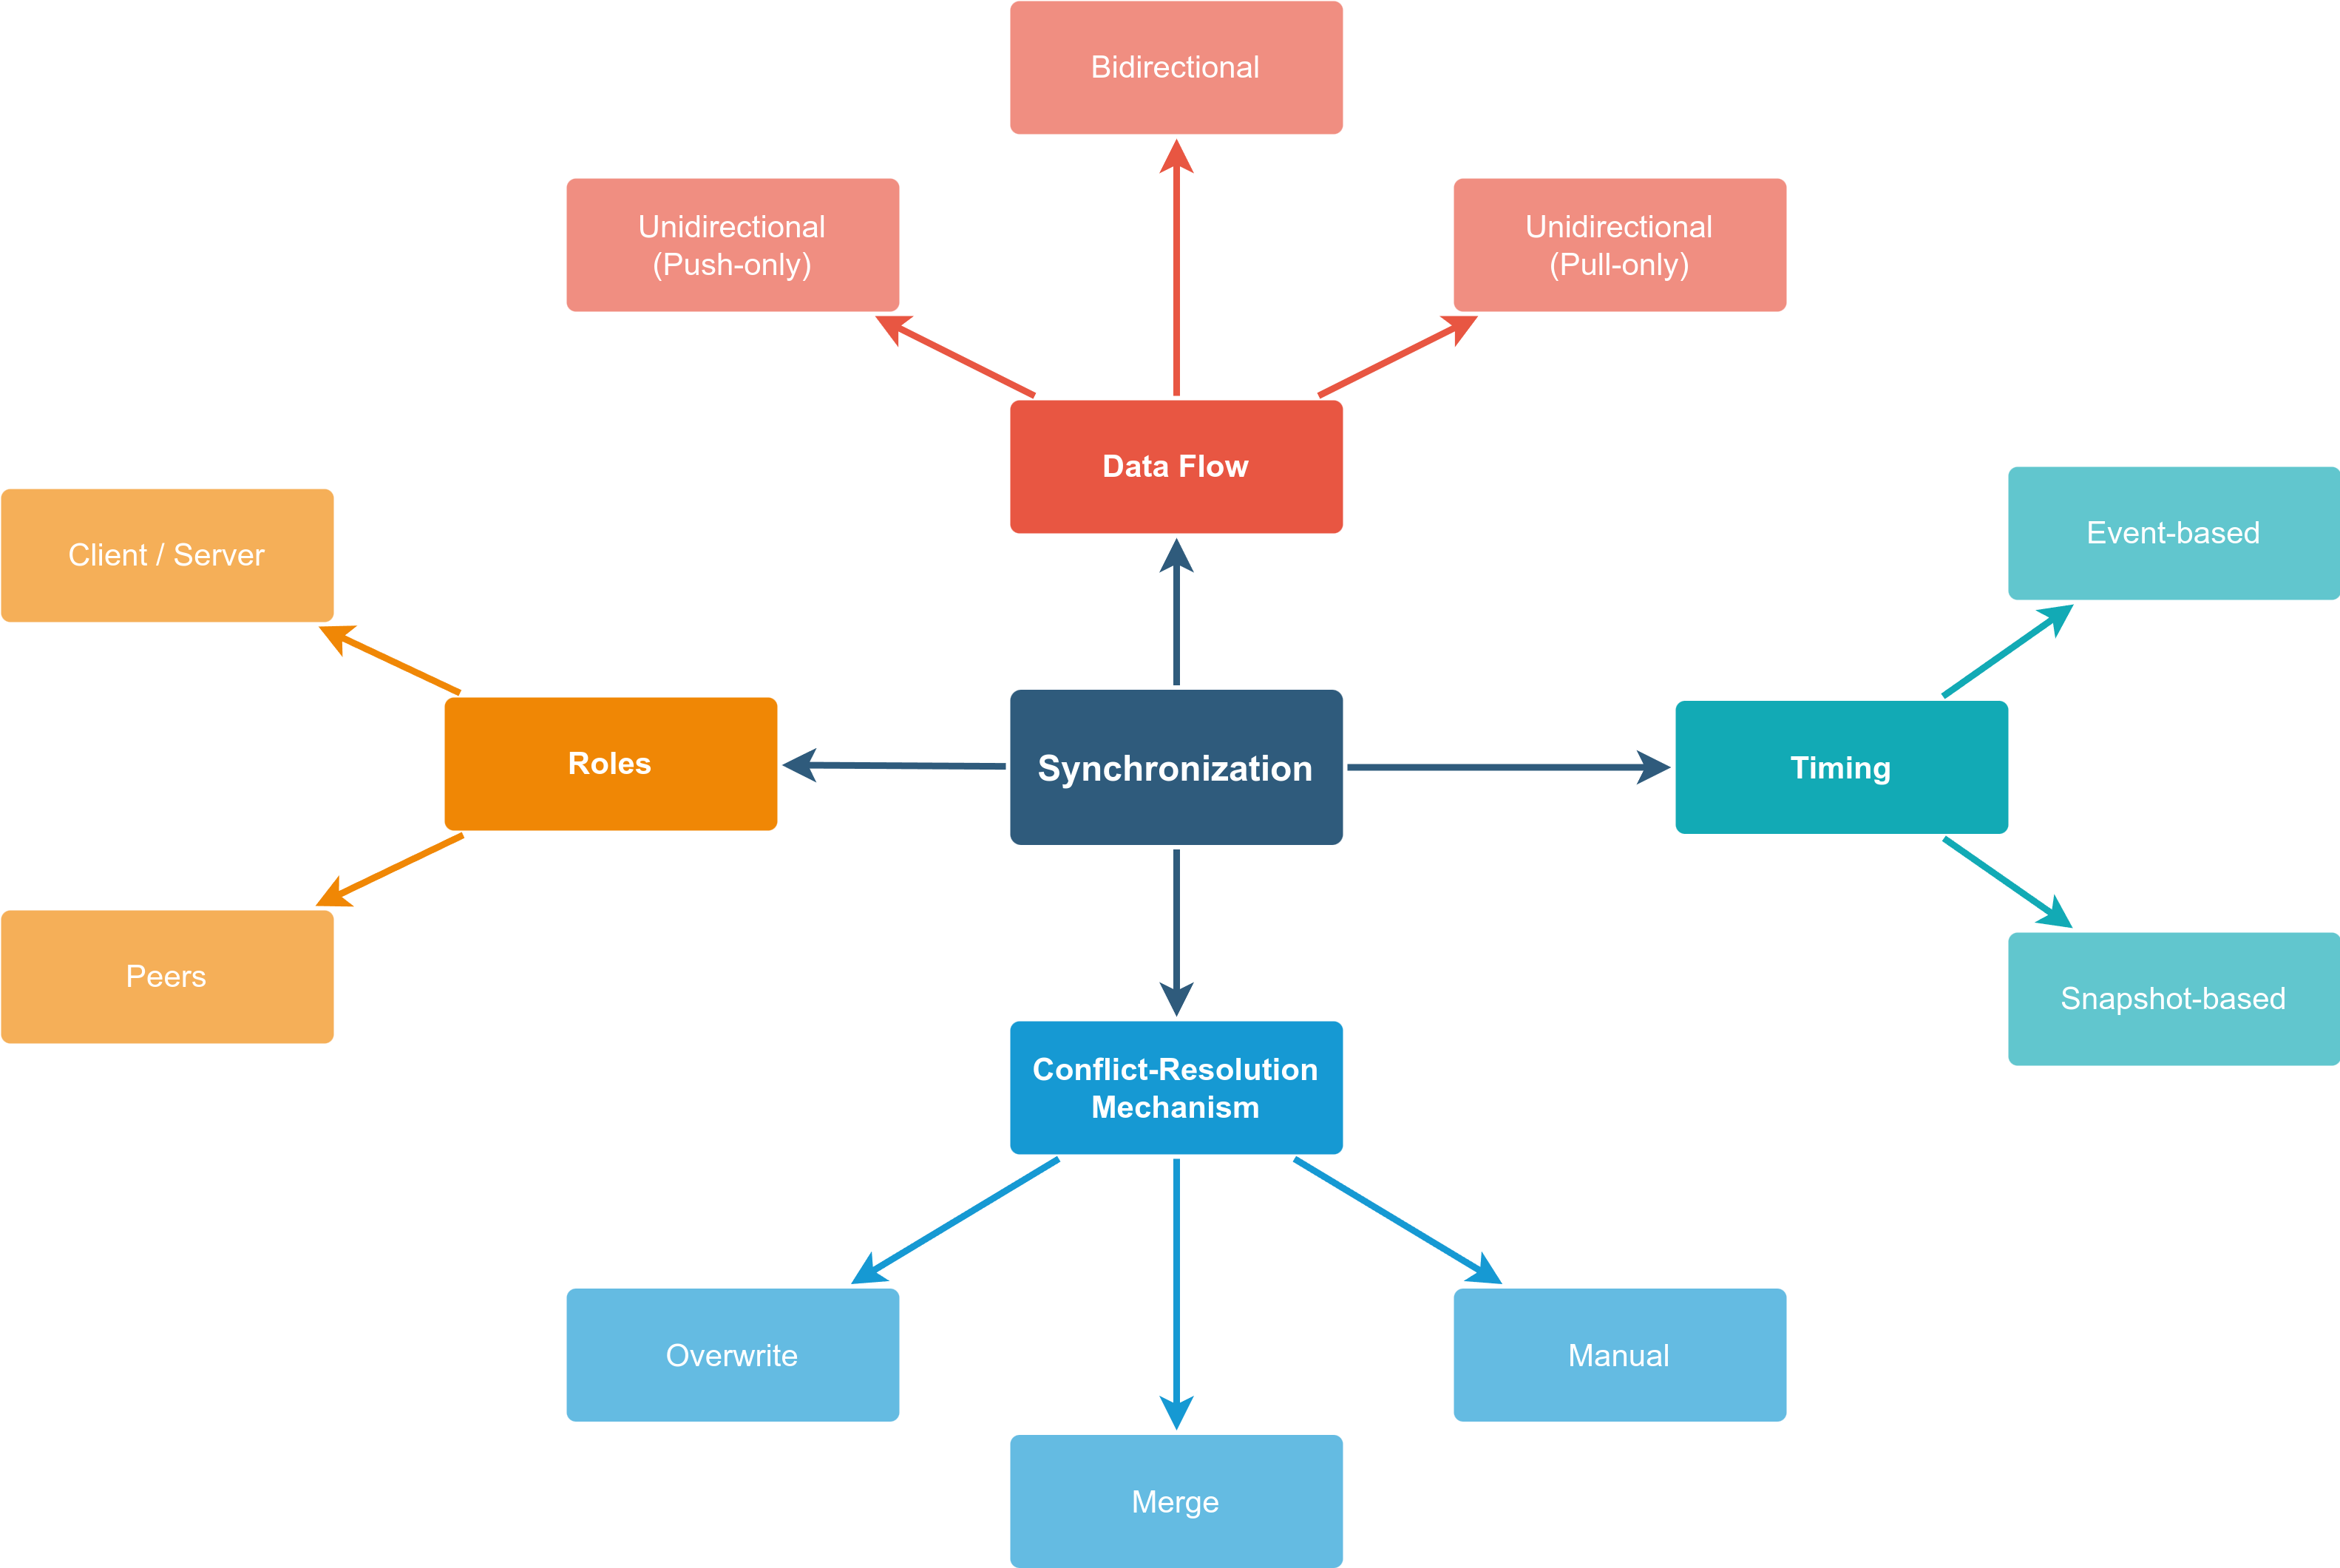 Bidirectional
Unidirectional
(Push-only)
Unidirectional
(Pull-only)
Data Flow
Event-based
Client / Server
Roles
Synchronization
Timing
Peers
Snapshot-based
Conflict-Resolution
Mechanism
Overwrite
Manual
Merge